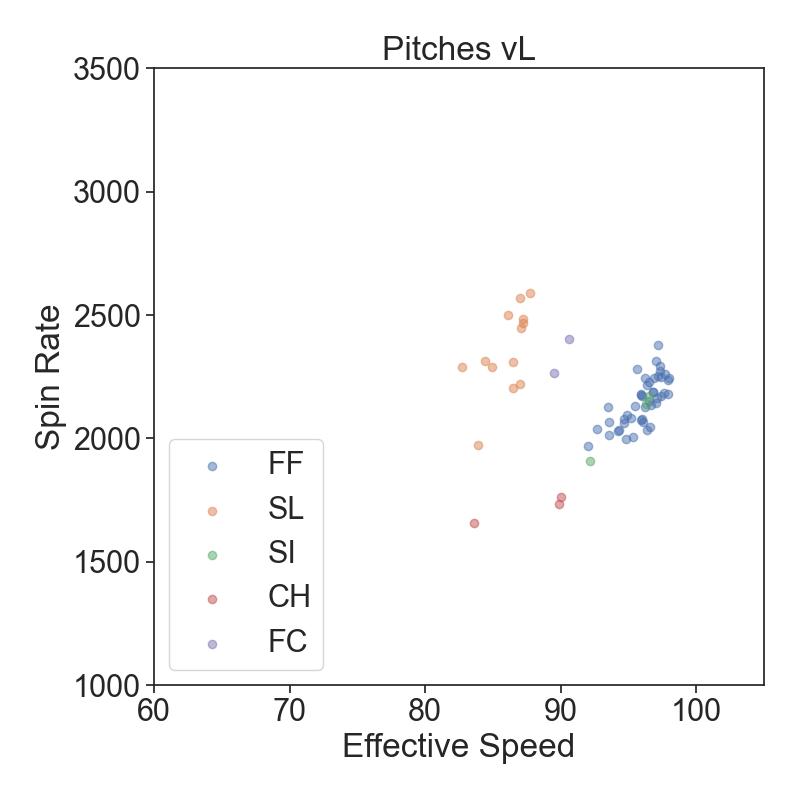 Pitches vL
3500
3000
2500
2000
1500
1000
Spin Rate
FF
SL
SI
CH
FC
60 70 80 90 100
Effective Speed